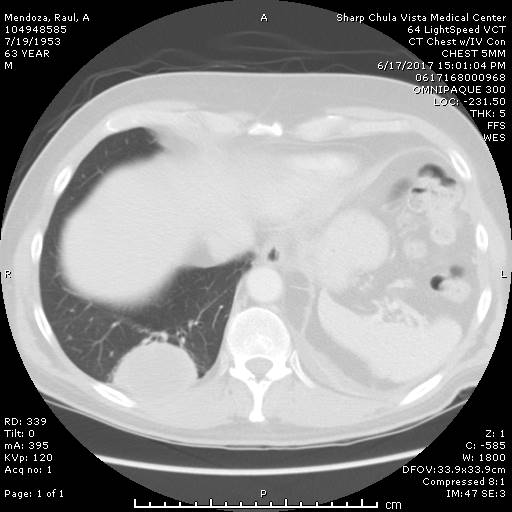 Mendoza, Raul, A
104948585
7/19/1953
63 YEAR
M
A
Sharp Chula Vista Medical Center
64 LightSpeed VCT
CT Chest w/IV Con
CHEST 5MM
6/17/2017 15:01:04 PM
0617168000968
OMNIPAQUE 300
LOC: -231.50
THK: 5
FFS
WES
R
L
RD: 339
Tilt: 0
mA: 395
KVp: 120
Acq no: 1
Page: 1 of 1
P
cm
Z: 1
C: -585
W: 1800
DFOV:33.9x33.9cm
Compressed 8:1
IM:47 SE:3